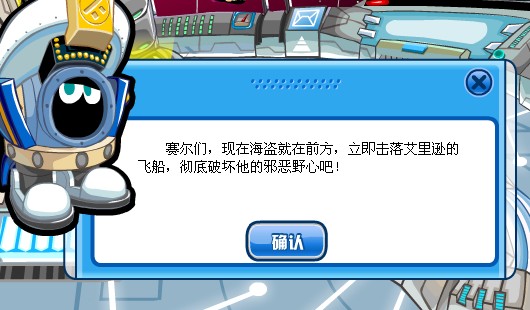 赛尔们，现在海盗就在前方，立即击落艾里逊的
飞船，彻底破坏他的邪恶野心吧！
确认